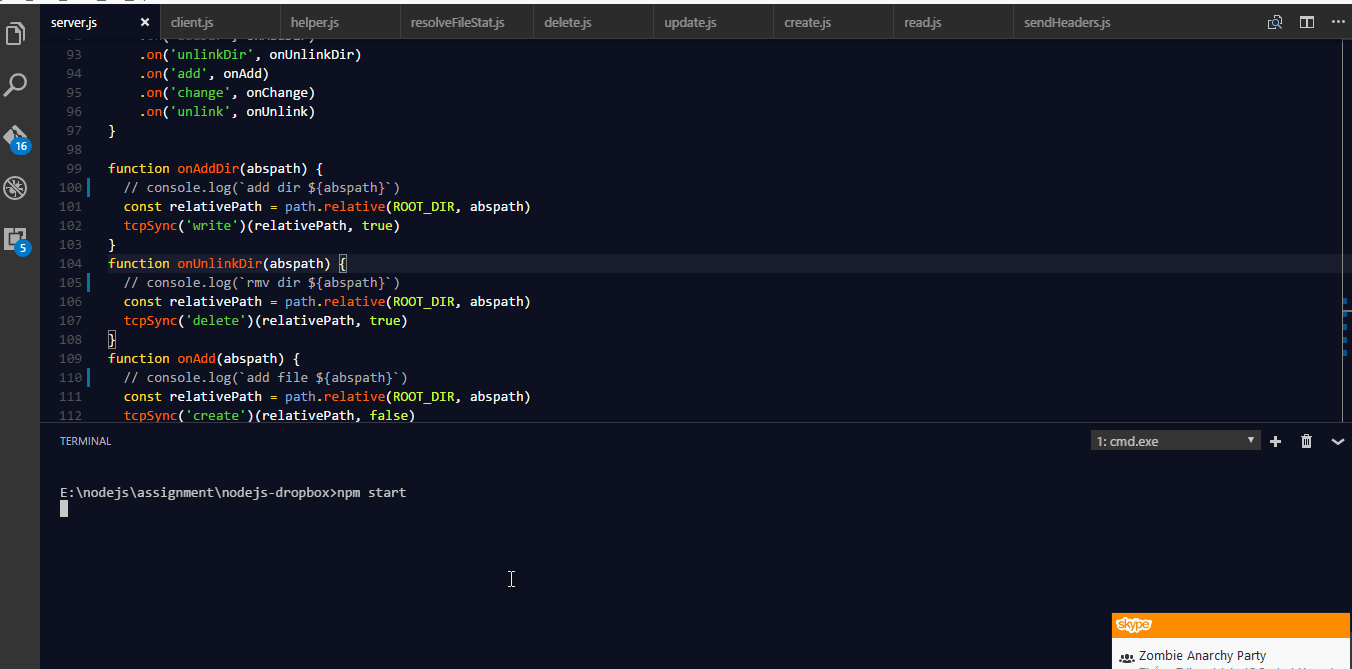 server.js × client.js helper.js resolveFileStat.js delete.js update.js create.js read.js sendHeaders.js
93 .on('unlinkDir', onUnlinkDir)
94 .on('add', onAdd)
95 .on('change', onChange)
96 .on('unlink', onUnlink)
97 }
98
99 function onAddDir(abspath) {
100 // console.log(`add dir ${abspath}`)
101 const relativePath = path.relative(ROOT_DIR, abspath)
102 tcpSync('write')(relativePath, true)
103 }
104 function onUnlinkDir(abspath) {
105 // console.log(`rmv dir ${abspath}`)
106 const relativePath = path.relative(ROOT_DIR, abspath)
107 tcpSync('delete')(relativePath, true)
108 }
109 function onAdd(abspath) {
110 // console.log(`add file ${abspath}`)
111 const relativePath = path.relative(ROOT_DIR, abspath)
112 tcpSync('create')(relativePath, false)
16
5
TERMINAL 1: cmd.exe
E:\nodejs\assignment\nodejs-dropbox>npm start
skype
Zombie Anarchy Party